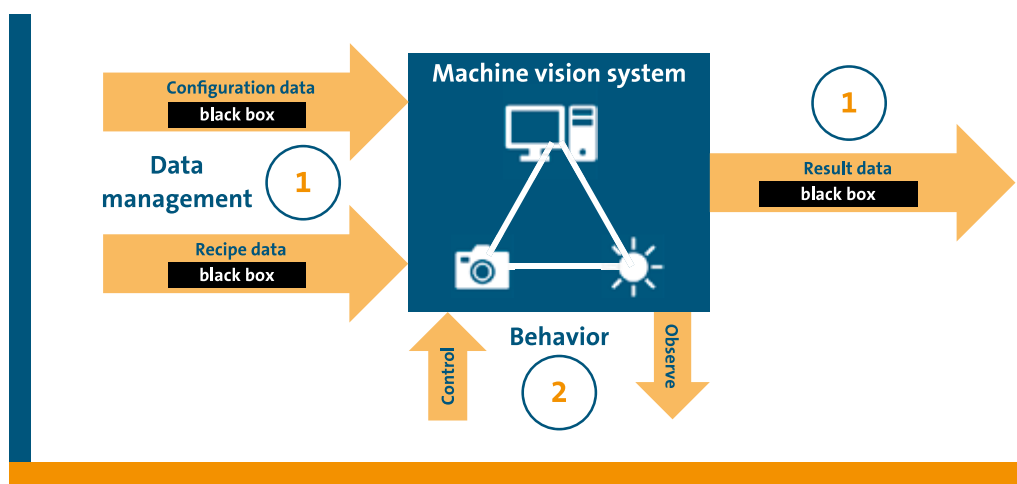 Configuration data
black box
Data
management
1
Recipe data
black box
Machine vision system
1
Result data
black box
Control
Behavior
2
Observe